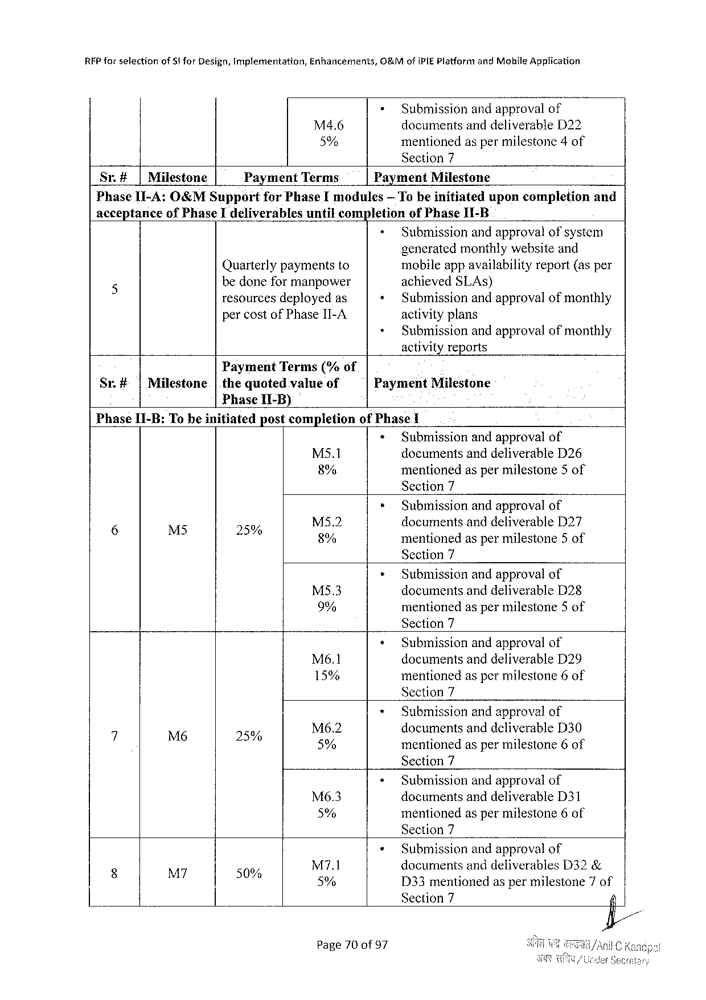 RFP for selection of SI for Design, Implementation, Enhancements, O&M of iPIE Platform and Mobile Application
M4.6
5%
• Submission and approval of
documents and deliverable D22
mentioned as per milestone 4 of
Section 7
Sr. # Milestone Payment Terms Payment Milestone
Phase II-A: O&M Support for Phase I modules – To be initiated upon completion and
acceptance of Phase I deliverables until completion of Phase II-B
5
Quarterly payments to
be done for manpower
resources deployed as
per cost of Phase II-A
• Submission and approval of system
generated monthly website and
mobile app availability report (as per
achieved SLAs)
• Submission and approval of monthly
activity plans
• Submission and approval of monthly
activity reports
Sr. # Milestone
Payment Terms (% of
the quoted value of
Phase II-B)
Payment Milestone
Phase II-B: To be initiated post completion of Phase I
6 M5 25%
M5.1
8%
• Submission and approval of
documents and deliverable D26
mentioned as per milestone 5 of
Section 7
M5.2
8%
• Submission and approval of
documents and deliverable D27
mentioned as per milestone 5 of
Section 7
M5.3
9%
• Submission and approval of
documents and deliverable D28
mentioned as per milestone 5 of
Section 7
7 M6 25%
M6.1
15%
• Submission and approval of
documents and deliverable D29
mentioned as per milestone 6 of
Section 7
M6.2
5%
• Submission and approval of
documents and deliverable D30
mentioned as per milestone 6 of
Section 7
M6.3
5%
• Submission and approval of
documents and deliverable D31
mentioned as per milestone 6 of
Section 7
8 M7 50%
M7.1
5%
• Submission and approval of
documents and deliverables D32 &
D33 mentioned as per milestone 7 of
Section 7
Page 70 of 97
अनिल चन्द्र काण्डपाल/Anil C Kandpal
अवर सचिव/Under Secretary